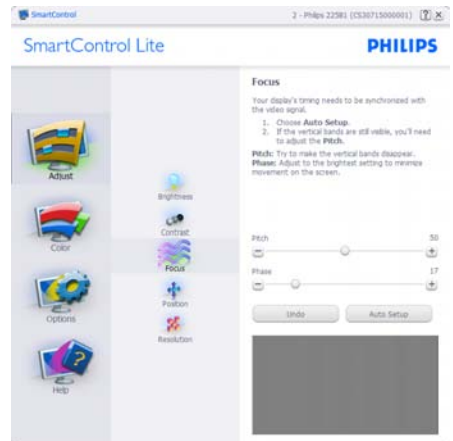 SmartControl
2 - Philips 225B1 (CS30715000001)
SmartControl Lite
PHILIPS
Adjust
Color
Options
Help
Brightness
Contrast
Focus
Position
Resolution
Focus
Your display's timing needs to be synchronized with
the video signal.
1. Choose Auto Setup.
2. If the vertical bands are still visible, you'll need
to adjust the Pitch.
Pitch: Try to make the vertical bands disappear.
Phase: Adjust to the brightest setting to minimize
movement on the screen.
Pitch 50
Phase 17
Undo
Auto Setup